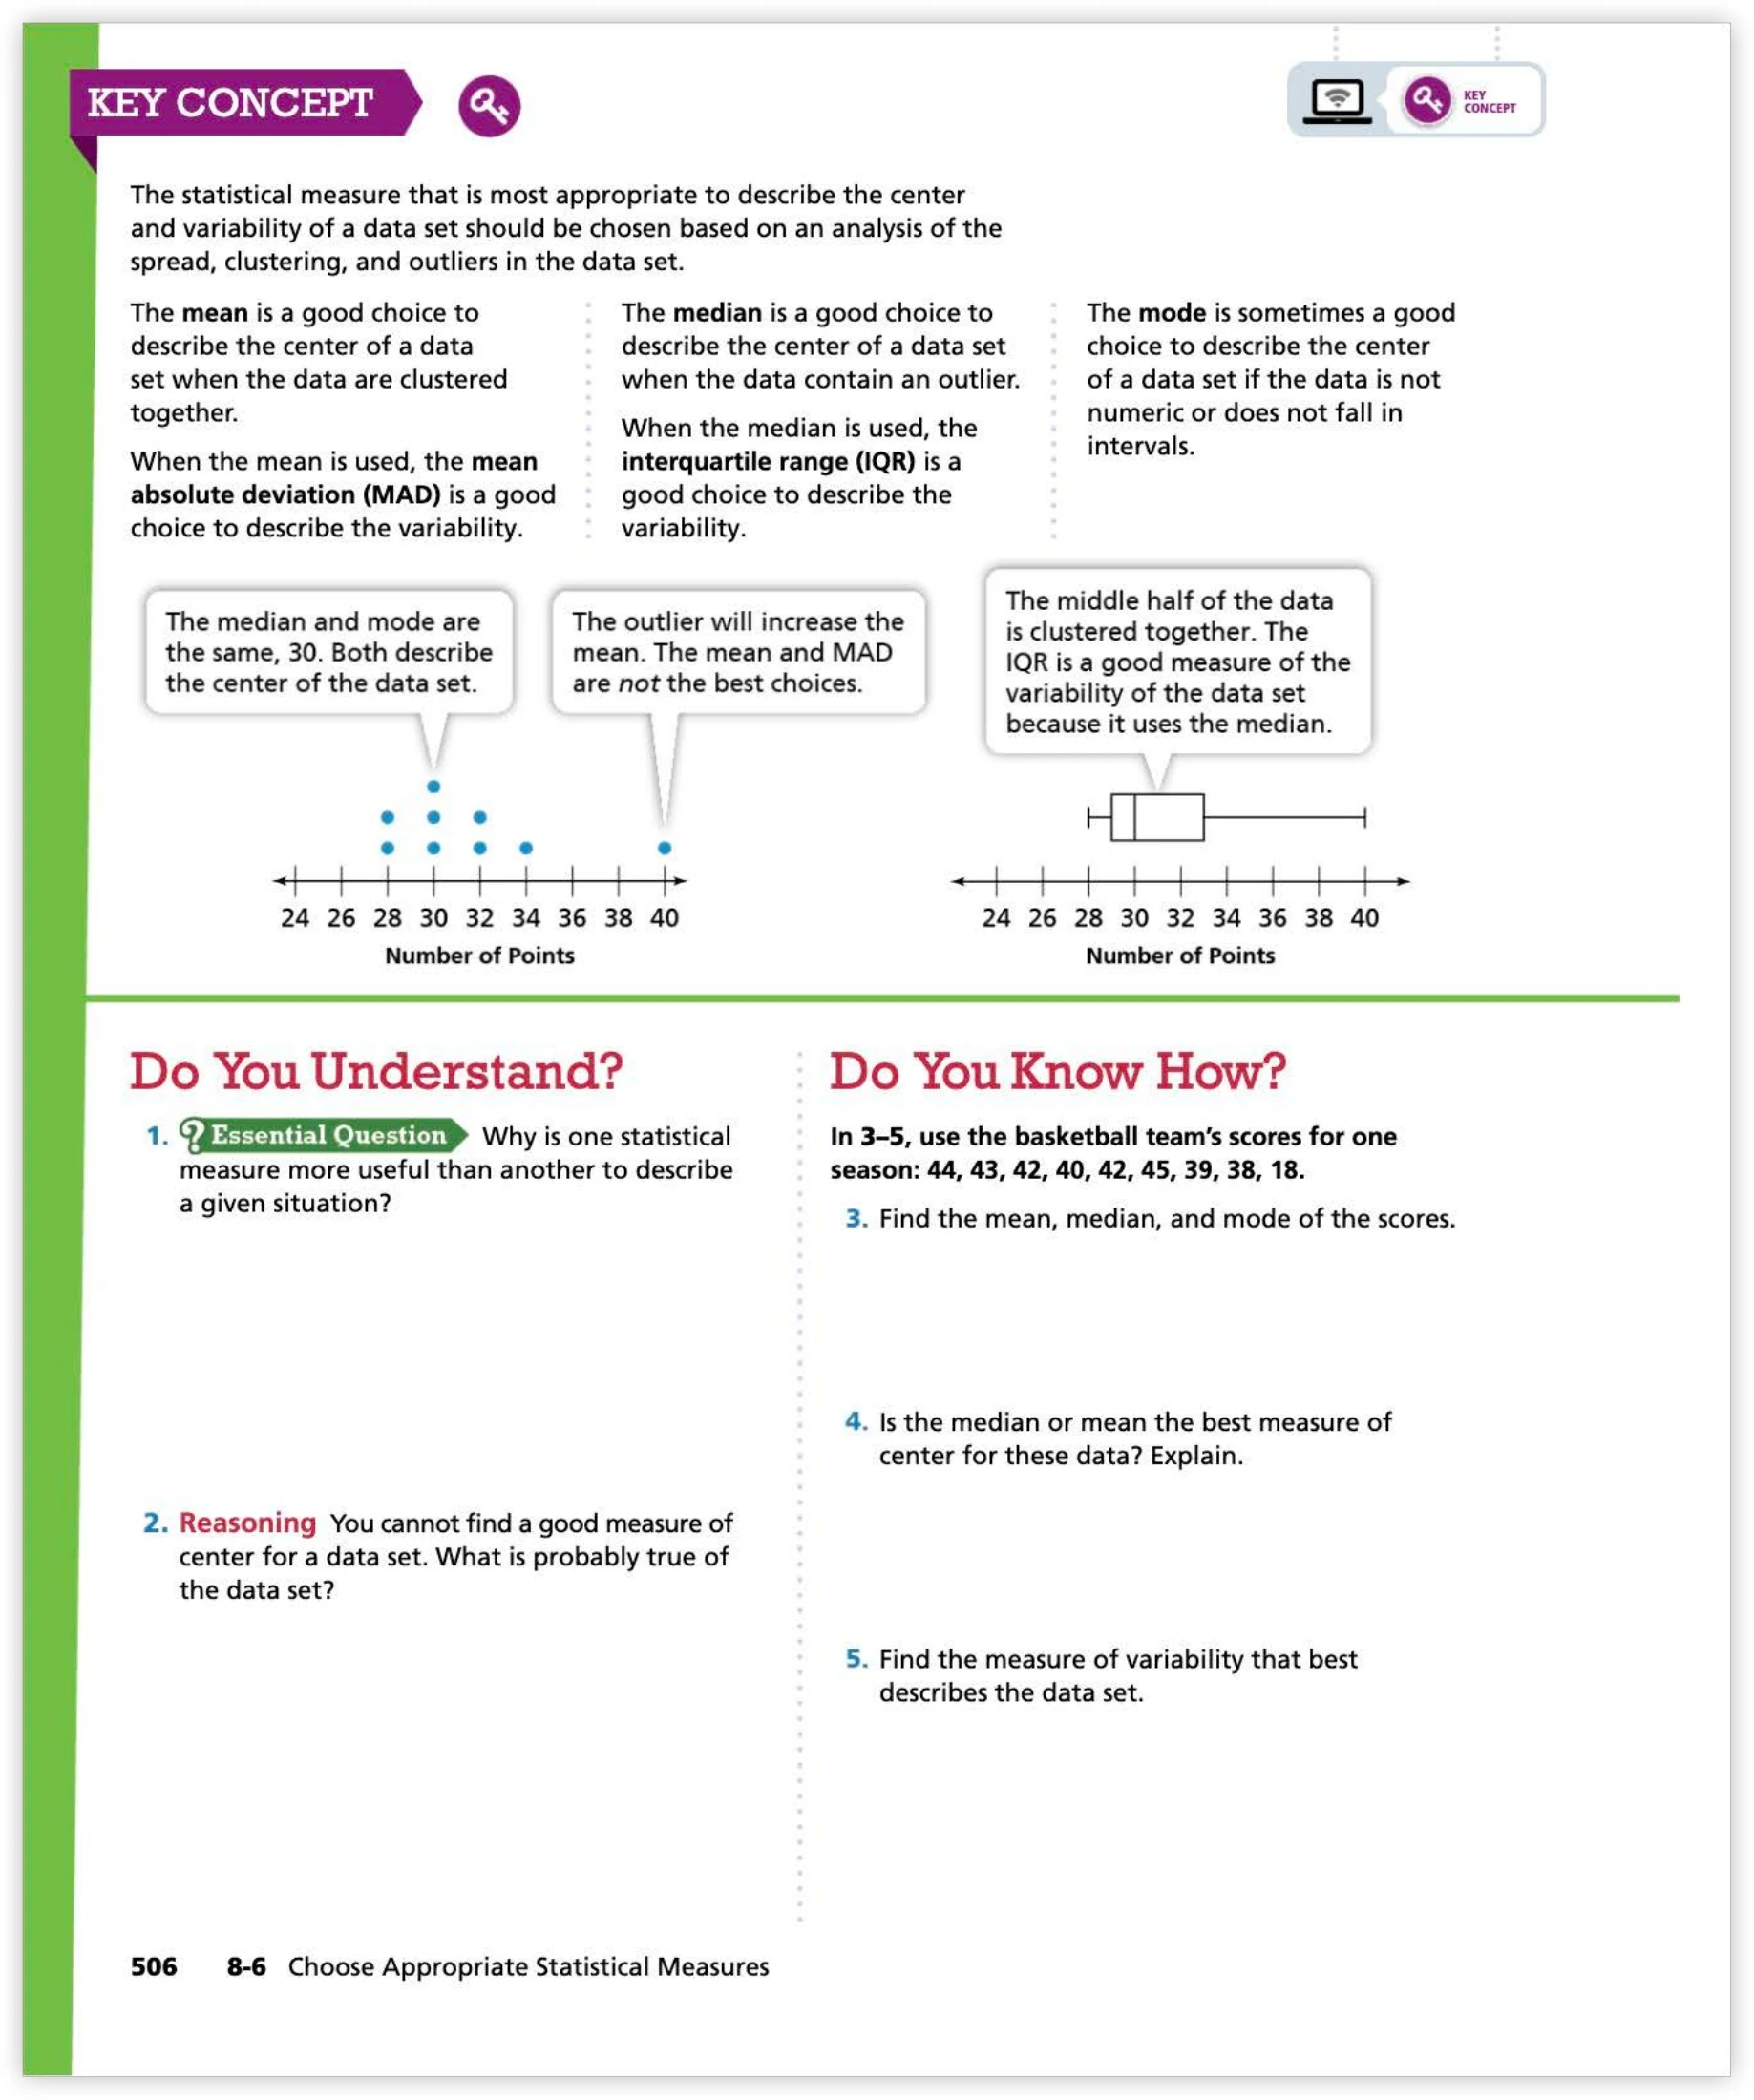 KEY CONCEPT
KEY
CONCEPT
The statistical measure that is most appropriate to describe the center
and variability of a data set should be chosen based on an analysis of the
spread, clustering, and outliers in the data set.
The mean is a good choice to
describe the center of a data
set when the data are clustered
together.
When the mean is used, the mean
absolute deviation (MAD) is a good
choice to describe the variability.
The median is a good choice to
describe the center of a data set
when the data contain an outlier.
When the median is used, the
interquartile range (IQR) is a
good choice to describe the
variability.
The mode is sometimes a good
choice to describe the center
of a data set if the data is not
numeric or does not fall in
intervals.
The median and mode are
the same, 30. Both describe
the center of the data set.
The outlier will increase the
mean. The mean and MAD
are not the best choices.
The middle half of the data
is clustered together. The
IQR is a good measure of the
variability of the data set
because it uses the median.
24 26 28 30 32 34 36 38 40
Number of Points
24 26 28 30 32 34 36 38 40
Number of Points
Do You Understand?
1. ? Essential Question Why is one statistical
measure more useful than another to describe
a given situation?
2. Reasoning You cannot find a good measure of
center for a data set. What is probably true of
the data set?
Do You Know How?
In 3–5, use the basketball team's scores for one
season: 44, 43, 42, 40, 42, 45, 39, 38, 18.
3. Find the mean, median, and mode of the scores.
4. Is the median or mean the best measure of
center for these data? Explain.
5. Find the measure of variability that best
describes the data set.
506 8-6 Choose Appropriate Statistical Measures